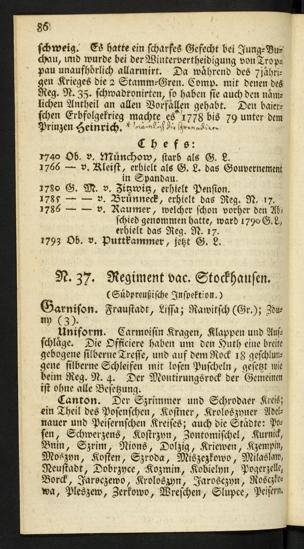 86
schweig. Es hatte ein scharfes Gefecht bey Jung-Bu-
chau, und wurde bei der Wintervertheidigung von Trop-
pau unaufhörlich allarmirt. Da während des 7jähri-
gen Krieges die 2 Stamm-Gren. Comp. mit denen des
Reg. N. 35. schwadronirten, so haben sie auch den näm-
lichen Antheil an allen Vorfällen gehabt. Den baier-
schen Erbfolgekrieg machte es 1778 bis 79 unter dem
Prinzen Heinrich.
Chefs:
1740 Ob. v. Münchow, starb als G. L.
1766 — v. Kleist, erhielt als G. L. das Gouvernement
in Spandau.
1780 G. M. v. Zitzwitz, erhielt Pension.
1785 — — v. Brünneck, erhielt das Reg. N. 17.
1786 — — v. Raumer, welcher schon vorher den Ab-
schied genommen hatte, ward 1790 G. L.
erhielt das Reg. N. 17.
1793 Ob. v. Puttkammer, jetzt G. L.
N. 37. Regiment vac. Stockhausen.
(Südpreußische Inspektion.)
Garnison. Fraustadt, Lissa; Rawitsch (Gr.); Zdu-
ny (3).
Uniform. Carmoisin Kragen, Klappen und Auf-
schläge. Die Officiere haben um den Huth eine breite
gebogene silberne Tresse, und auf dem Rock 18 geschlun-
gene silberne Schleifen mit losen Puscheln, gesetzt wie
beim Reg. N. 4. Der Montirungsrock der Gemeinen
ist ohne alle Besetzung.
Canton. Der Szrimmer und Schrodaer Kreis;
ein Theil des Posenschen, Kostner, Kroloszyner Adel-
nauer und Peisernschen Kreises; auch die Städte: Po-
sen, Schwerzens, Kostrzyn, Zontomischel, Kurnick,
Bnin, Szrim, Xions, Dolzig, Kriewen, Kzempin,
Moszyn, Kosten, Szroda, Miszezkowo, Miloslaw,
Neustadt, Dobrzyce, Kozmin, Kobielyn, Pogerzelle,
Borck, Jaroczewo, Kroloszyn, Jaroszyn, Roszko-
wa, Pleszew, Zerkowo, Wreschen, Slupce, Peisern.